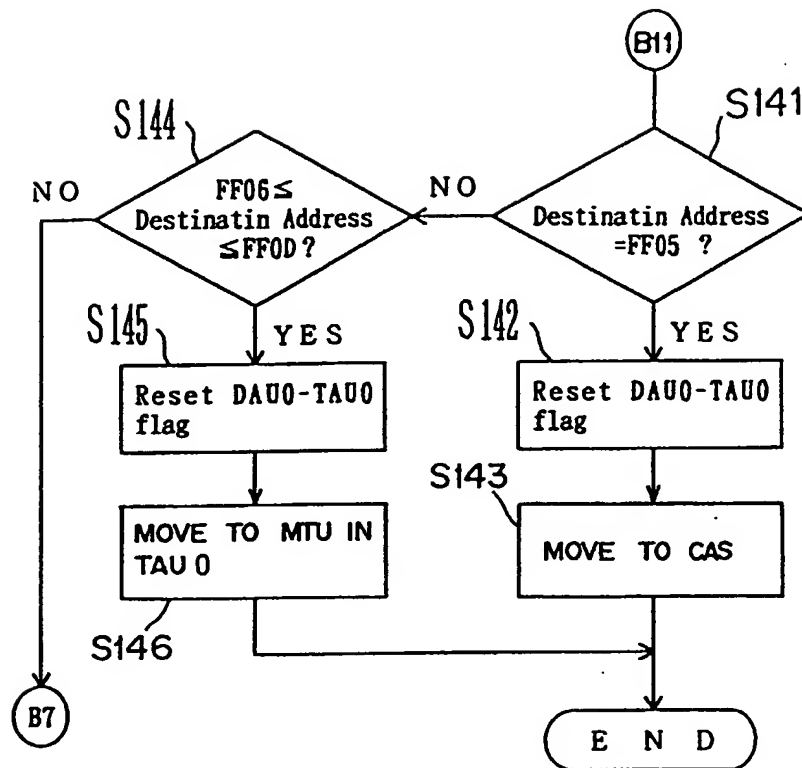 B11
S141
Destinatin Address
=FF05 ?
NO
YES
S144
FF06≤
Destinatin Address
≤FF0D?
NO
YES
S145
Reset DAU0-TAU0
flag
S142
Reset DAU0-TAU0
flag
S143
MOVE TO CAS
MOVE TO MTU IN
TAU 0
S146
B7
E N D